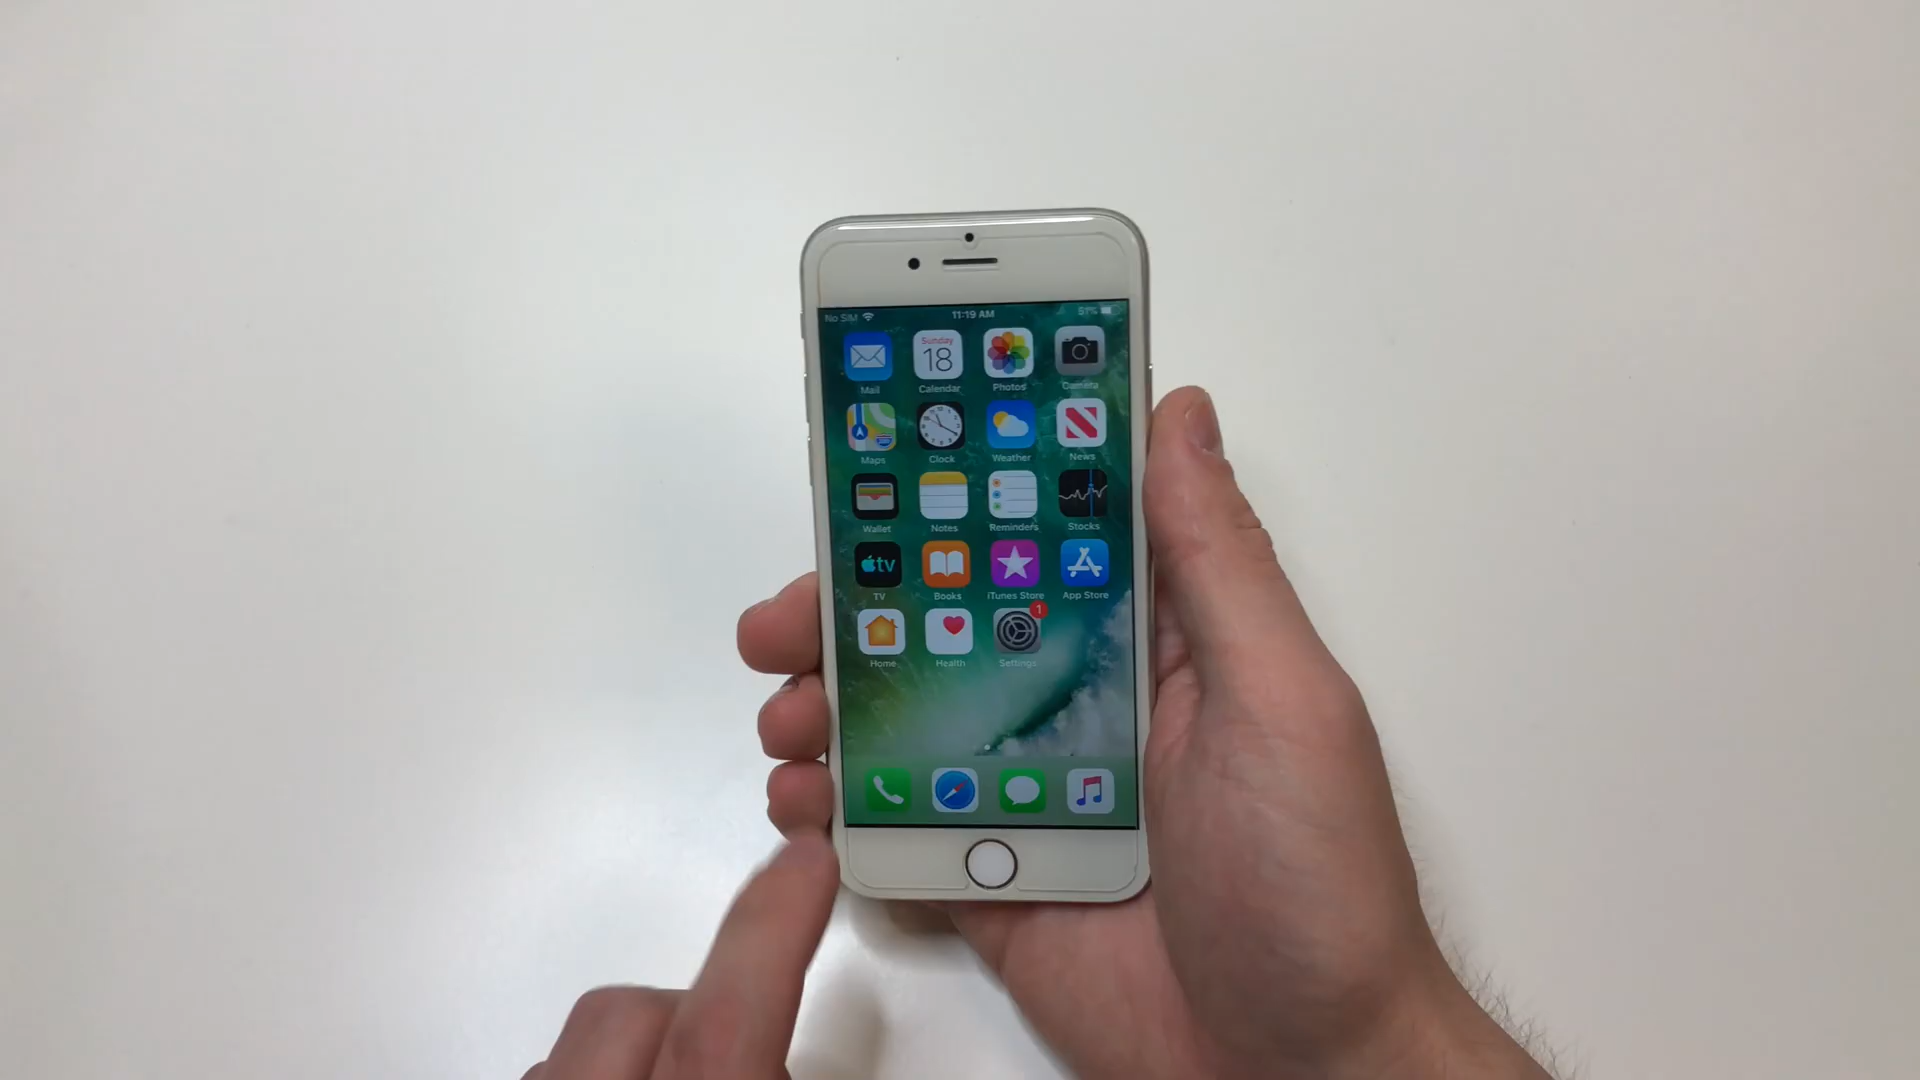 No SIM 11:19 AM 51%
Sunday
18
Mail Calendar Photos Camera
Maps Clock Weather News
Wallet Notes Reminders Stocks
tv
TV Books iTunes Store App Store
1
Home Health Settings